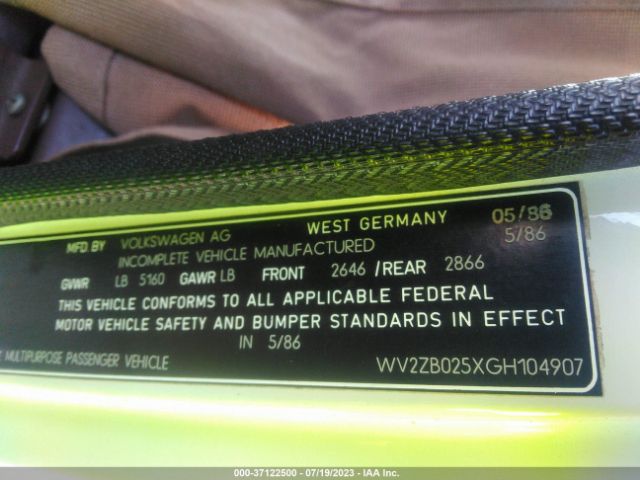 MFD BY VOLKSWAGEN AG WEST GERMANY 05/86
INCOMPLETE VEHICLE MANUFACTURED 5/86
GVWR LB 5160 GAWR LB FRONT 2646 /REAR 2866
THIS VEHICLE CONFORMS TO ALL APPLICABLE FEDERAL
MOTOR VEHICLE SAFETY AND BUMPER STANDARDS IN EFFECT
IN 5/86
MULTIPURPOSE PASSENGER VEHICLE WV2ZB025XGH104907
000-37122500 - 07/19/2023 - IAA Inc.